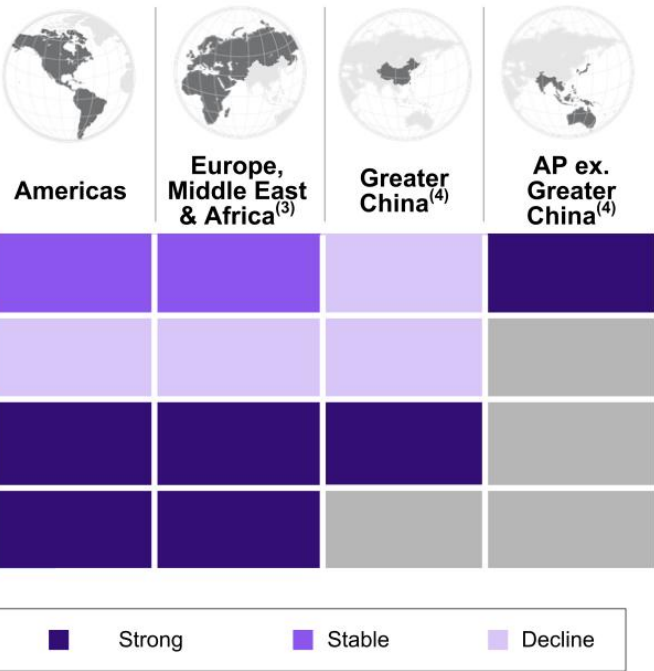 Americas
Europe,
Middle East
& Africa(3)
Greater
China(4)
AP ex.
Greater
China(4)
Strong
Stable
Decline